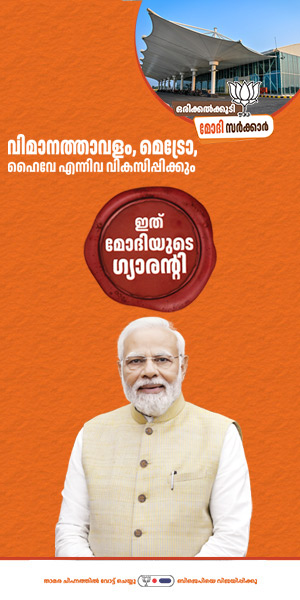 ഒരിക്കൽക്കൂടി
മോദി സർക്കാർ
വിമാനത്താവളം, മെട്രോ,
ഹൈവേ എന്നിവ വികസിപ്പിക്കും
ഇത്
മോദിയുടെ
ഗ്യാരന്റി
താമര ചിഹ്നത്തിൽ വോട്ട് ചെയ്യൂ ബിജെപിയെ വിജയിപ്പിക്കൂ